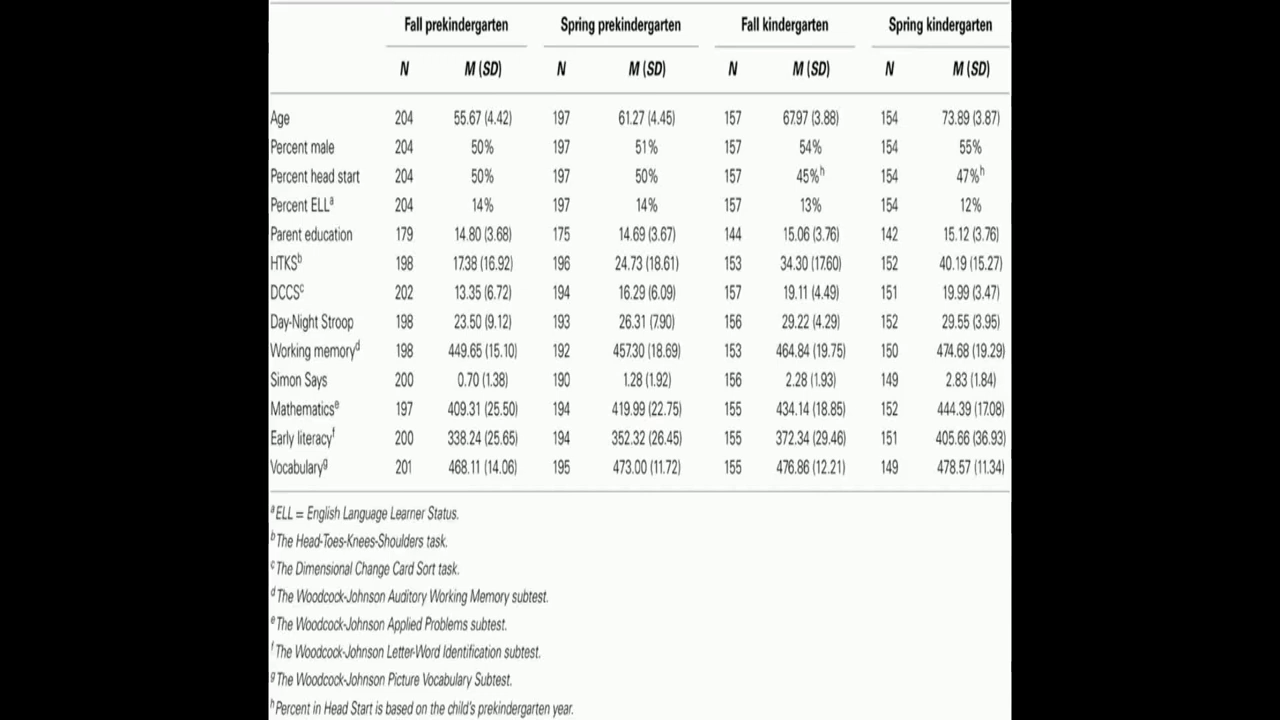 Fall prekindergarten Spring prekindergarten Fall kindergarten Spring kindergarten
N M (SD) N M (SD) N M (SD) N M (SD)
Age 204 55.67 (4.42) 197 61.27 (4.45) 157 67.97 (3.88) 154 73.89 (3.87)
Percent male 204 50% 197 51% 157 54% 154 55%
Percent head start 204 50% 197 50% 157 45%h 154 47%h
Percent ELLa 204 14% 197 14% 157 13% 154 12%
Parent education 179 14.80 (3.68) 175 14.69 (3.67) 144 15.06 (3.76) 142 15.12 (3.76)
HTKSb 198 17.38 (16.92) 196 24.73 (18.61) 153 34.30 (17.60) 152 40.19 (15.27)
DCCSc 202 13.35 (6.72) 194 16.29 (6.09) 157 19.11 (4.49) 151 19.99 (3.47)
Day-Night Stroop 198 23.50 (9.12) 193 26.31 (7.90) 156 29.22 (4.29) 152 29.55 (3.95)
Working memoryd 198 449.65 (15.10) 192 457.30 (18.69) 153 464.84 (19.75) 150 474.68 (19.29)
Simon Says 200 0.70 (1.38) 190 1.28 (1.92) 156 2.28 (1.93) 149 2.83 (1.84)
Mathematicse 197 409.31 (25.50) 194 419.99 (22.75) 155 434.14 (18.85) 152 444.39 (17.08)
Early literacyf 200 338.24 (25.65) 194 352.32 (26.45) 155 372.34 (29.46) 151 405.66 (36.93)
Vocabularyg 201 468.11 (14.06) 195 473.00 (11.72) 155 476.86 (12.21) 149 478.57 (11.34)
a ELL = English Language Learner Status.
b The Head-Toes-Knees-Shoulders task.
c The Dimensional Change Card Sort task.
d The Woodcock-Johnson Auditory Working Memory subtest.
e The Woodcock-Johnson Applied Problems subtest.
f The Woodcock-Johnson Letter-Word Identification subtest.
g The Woodcock-Johnson Picture Vocabulary Subtest.
h Percent in Head Start is based on the child's prekindergarten year.